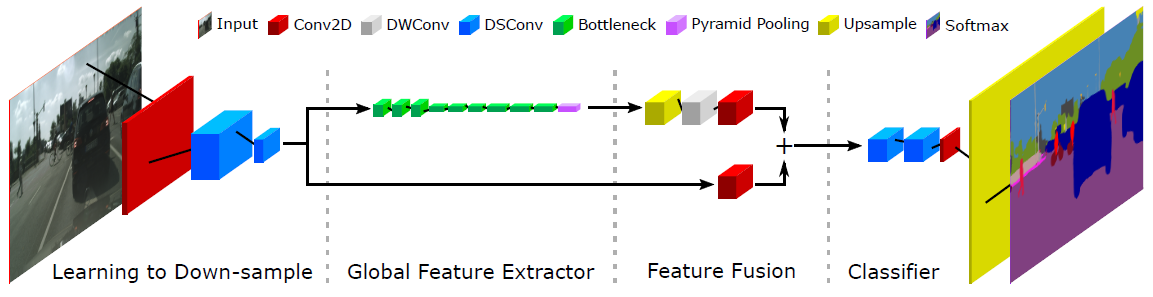 Input Conv2D DWConv DSConv Bottleneck Pyramid Pooling Upsample Softmax
+
Learning to Down-sample Global Feature Extractor Feature Fusion Classifier